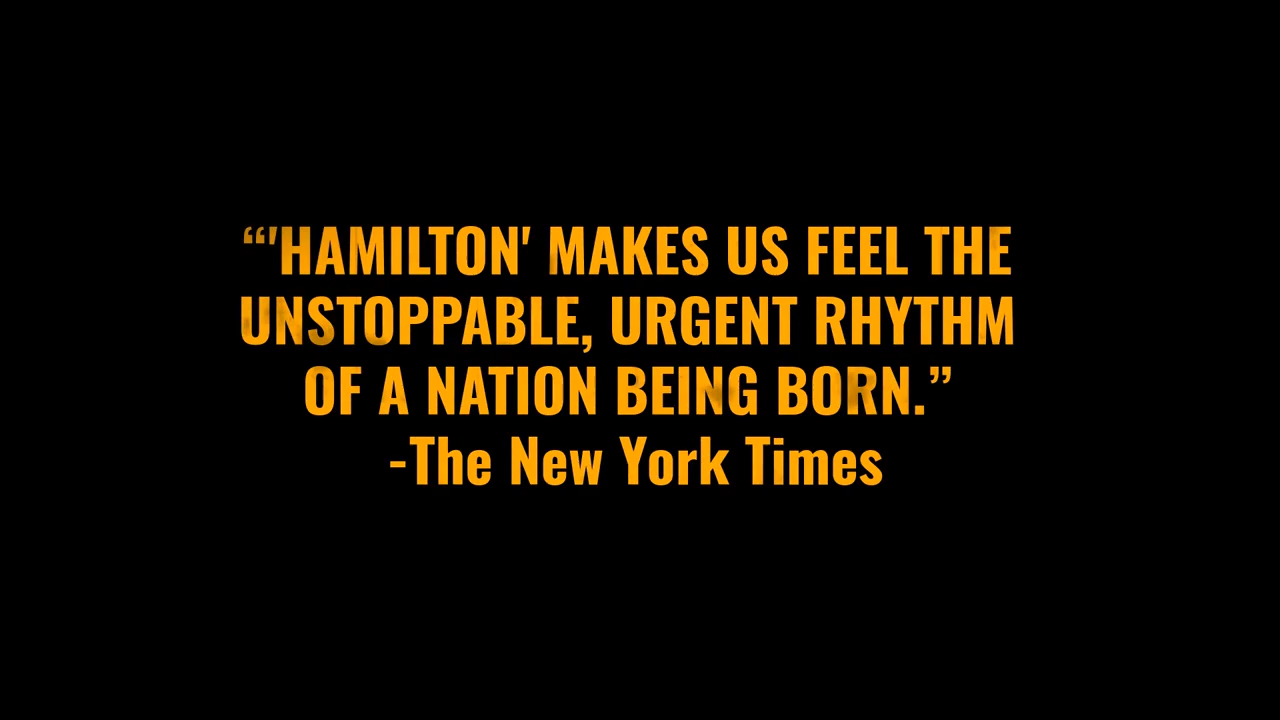 “'HAMILTON' MAKES US FEEL THE
UNSTOPPABLE, URGENT RHYTHM
OF A NATION BEING BORN.”
-The New York Times